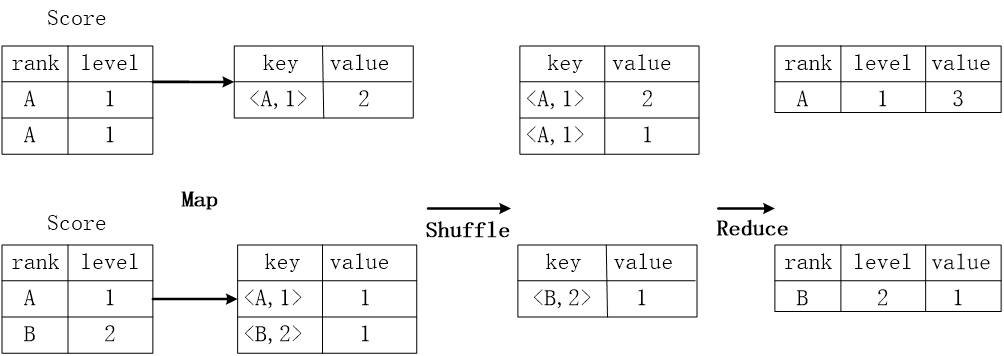 Score
rank level
A 1
A 1
key value
<A,1> 2
key value
<A,1> 2
<A,1> 1
rank level value
A 1 3
Map
Shuffle
Reduce
Score
rank level
A 1
B 2
key value
<A,1> 1
<B,2> 1
key value
<B,2> 1
rank level value
B 2 1